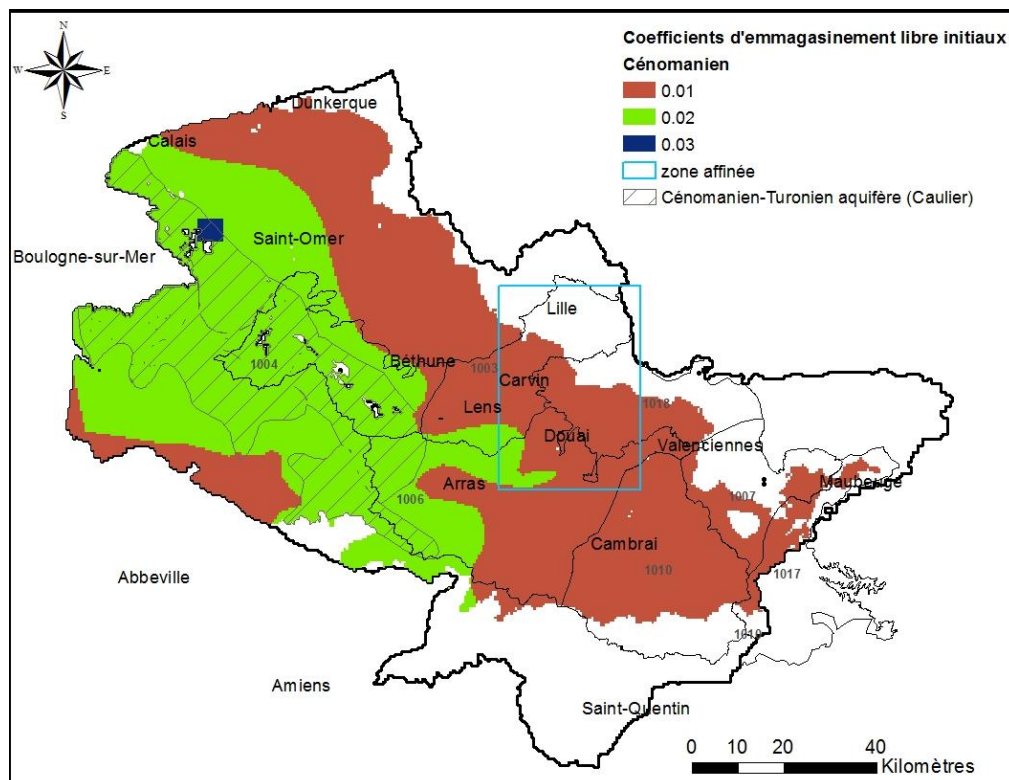 N
W E
S
Coefficients d'emmagasinement libre initiaux
Cénomanien
0.01
0.02
0.03
zone affinée
Cénomanien-Turonien aquifère (Caulier)
Dunkerque
Calais
Saint-Omer
Boulogne-sur-Mer
Lille
Béthune
1003
1004
Carvin
1018
Lens
Douai
Valenciennes
Arras
Maubeuge
1006
1007
Cambrai
1010
1017
Abbeville
Amiens
Saint-Quentin
0 10 20 40
Kilomètres